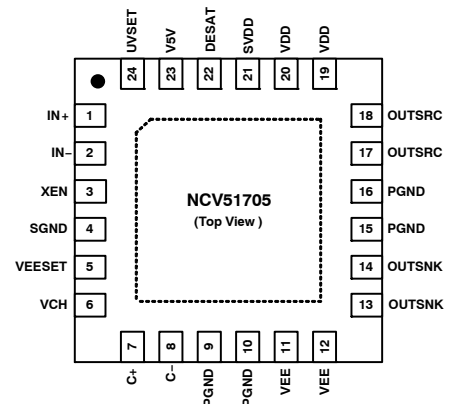 UVSET
V5V
DESAT
SVDD
VDD
VDD
24
23
22
21
20
19
IN+ 1
IN− 2
XEN 3
SGND 4
VEESET 5
VCH 6
NCV51705
(Top View )
18 OUTSRC
17 OUTSRC
16 PGND
15 PGND
14 OUTSNK
13 OUTSNK
7
8
9
10
11
12
C+
C−
PGND
PGND
VEE
VEE